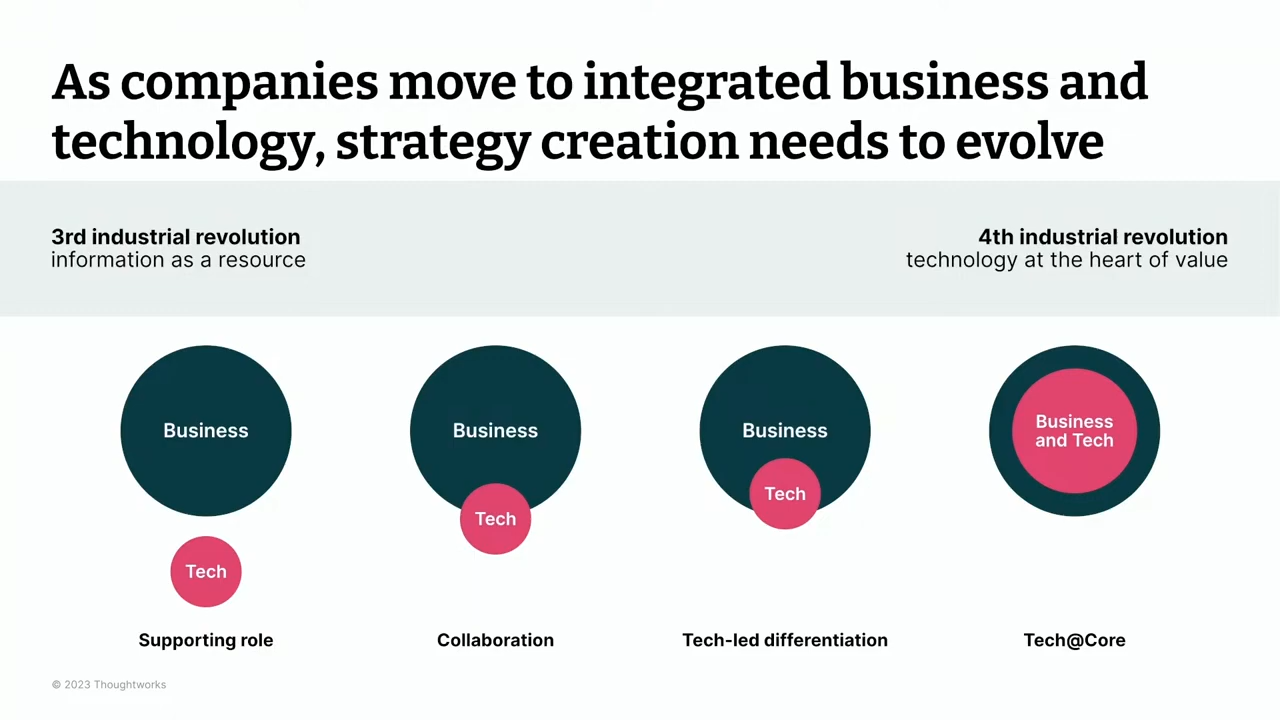 As companies move to integrated business and
technology, strategy creation needs to evolve
3rd industrial revolution
information as a resource
4th industrial revolution
technology at the heart of value
Business
Tech
Supporting role
Business
Tech
Collaboration
Business
Tech
Tech-led differentiation
Business
and Tech
Tech@Core
© 2023 Thoughtworks